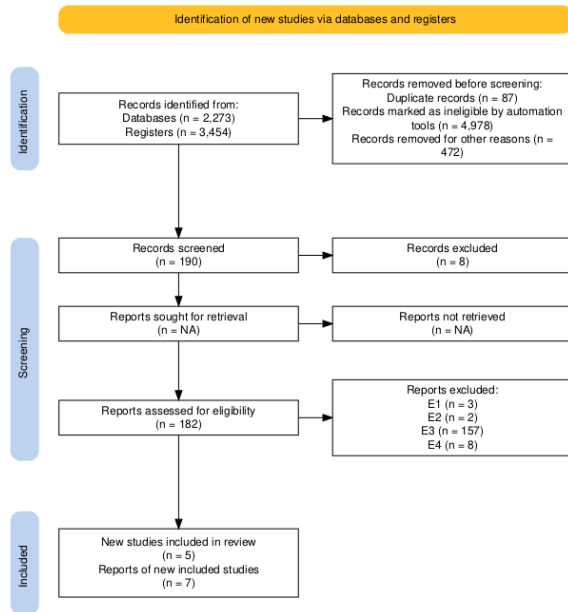 Identification of new studies via databases and registers
Identification
Records identified from:
Databases (n = 2,273)
Registers (n = 3,454)
Records removed before screening:
Duplicate records (n = 87)
Records marked as ineligible by automation
tools (n = 4,978)
Records removed for other reasons (n =
472)
Screening
Records screened
(n = 190)
Records excluded
(n = 8)
Reports sought for retrieval
(n = NA)
Reports not retrieved
(n = NA)
Reports assessed for eligibility
(n = 182)
Reports excluded:
E1 (n = 3)
E2 (n = 2)
E3 (n = 157)
E4 (n = 8)
Included
New studies included in review
(n = 5)
Reports of new included studies
(n = 7)